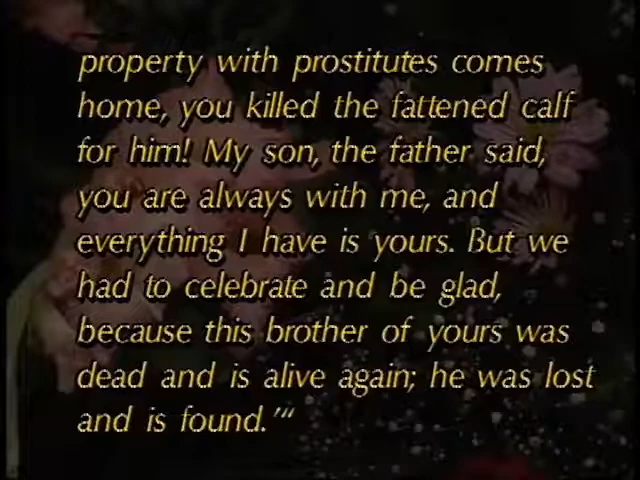 property with prostitutes comes
home, you killed the fattened calf
for him! My son, the father said,
you are always with me, and
everything I have is yours. But we
had to celebrate and be glad,
because this brother of yours was
dead and is alive again; he was lost
and is found.'"